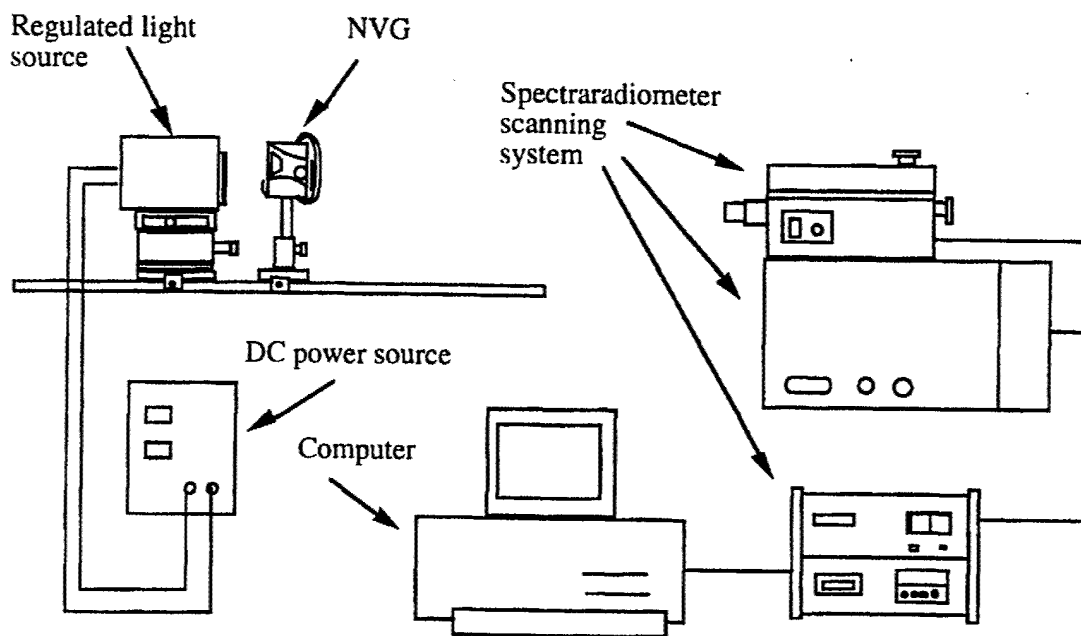 Regulated light
source
NVG
Spectraradiometer
scanning
system
DC power source
Computer